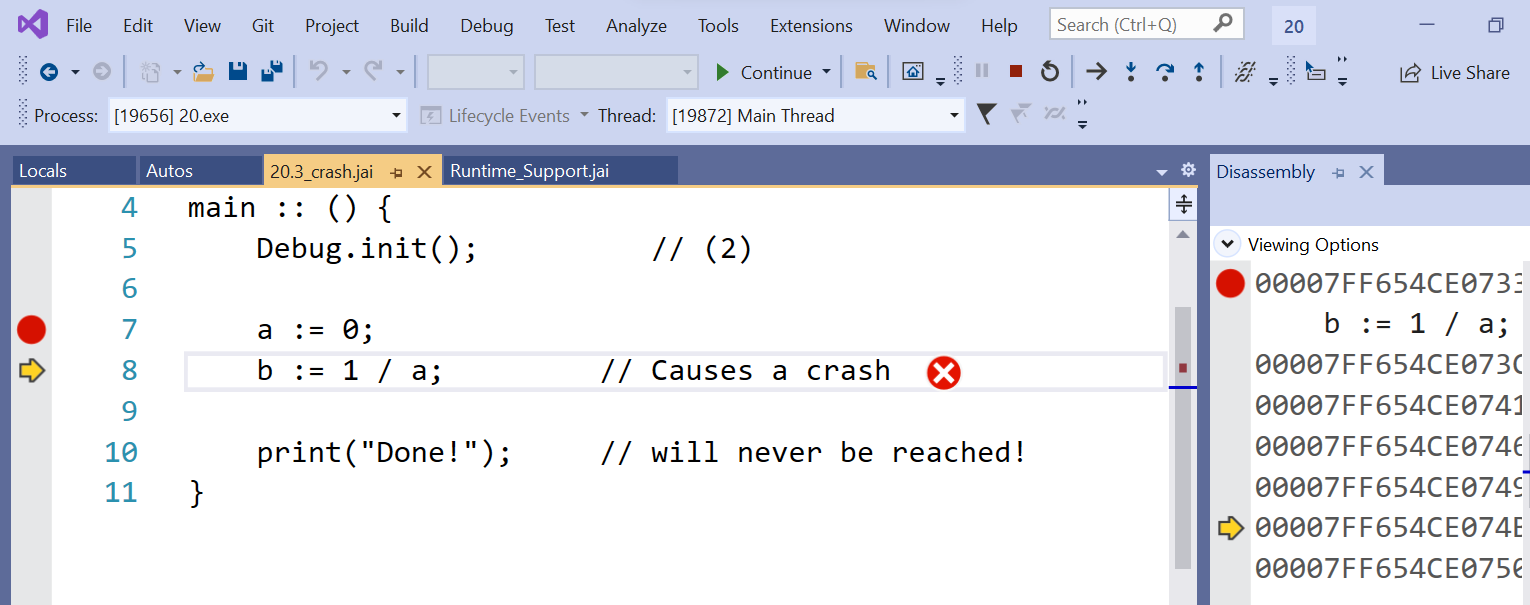 File Edit View Git Project Build Debug Test Analyze Tools Extensions Window Help Search (Ctrl+Q) 20
Continue Live Share
Process: [19656] 20.exe Lifecycle Events Thread: [19872] Main Thread
Locals Autos 20.3_crash.jai Runtime_Support.jai
4 main :: () {
5 Debug.init(); // (2)
6
7 a := 0;
8 b := 1 / a; // Causes a crash
9
10 print("Done!"); // will never be reached!
11 }
Disassembly
Viewing Options
00007FF654CE0733
b := 1 / a;
00007FF654CE073C
00007FF654CE0741
00007FF654CE0746
00007FF654CE0749
00007FF654CE074E
00007FF654CE0750